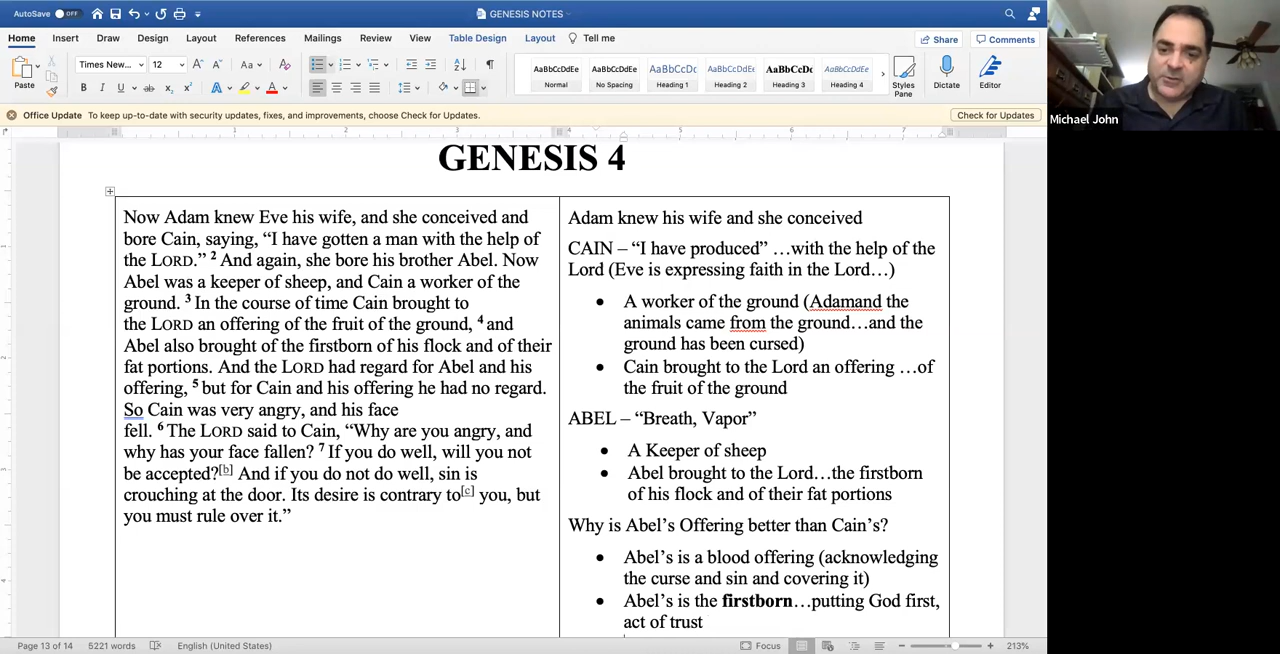 AutoSave OFF GENESIS NOTES
Home Insert Draw Design Layout References Mailings Review View Table Design Layout Tell me Share Comments
Paste Times New... 12 A A Aa
B I U ab x₂ x² A A
AaBbCcDdEe AaBbCcDdEe AaBbCcDc AaBbCcDdE AaBbCcDc AaBbCcDdEe
Normal No Spacing Heading 1 Heading 2 Heading 3 Heading 4 Styles Pane Dictate Editor
Office Update To keep up-to-date with security updates, fixes, and improvements, choose Check for Updates. Check for Updates
Michael John
1 2 3 4 5 6 7
GENESIS 4
Now Adam knew Eve his wife, and she conceived and
bore Cain, saying, “I have gotten a man with the help of
the LORD.” 2 And again, she bore his brother Abel. Now
Abel was a keeper of sheep, and Cain a worker of the
ground. 3 In the course of time Cain brought to
the LORD an offering of the fruit of the ground, 4 and
Abel also brought of the firstborn of his flock and of their
fat portions. And the LORD had regard for Abel and his
offering, 5 but for Cain and his offering he had no regard.
So Cain was very angry, and his face
fell. 6 The LORD said to Cain, “Why are you angry, and
why has your face fallen? 7 If you do well, will you not
be accepted?[b] And if you do not do well, sin is
crouching at the door. Its desire is contrary to[c] you, but
you must rule over it.”
Adam knew his wife and she conceived
CAIN – “I have produced” …with the help of the
Lord (Eve is expressing faith in the Lord…)
• A worker of the ground (Adamand the
animals came from the ground…and the
ground has been cursed)
• Cain brought to the Lord an offering …of
the fruit of the ground
ABEL – “Breath, Vapor”
• A Keeper of sheep
• Abel brought to the Lord…the firstborn
of his flock and of their fat portions
Why is Abel’s Offering better than Cain’s?
• Abel’s is a blood offering (acknowledging
the curse and sin and covering it)
• Abel’s is the firstborn…putting God first,
act of trust
Page 13 of 14 5221 words English (United States) Focus 213%